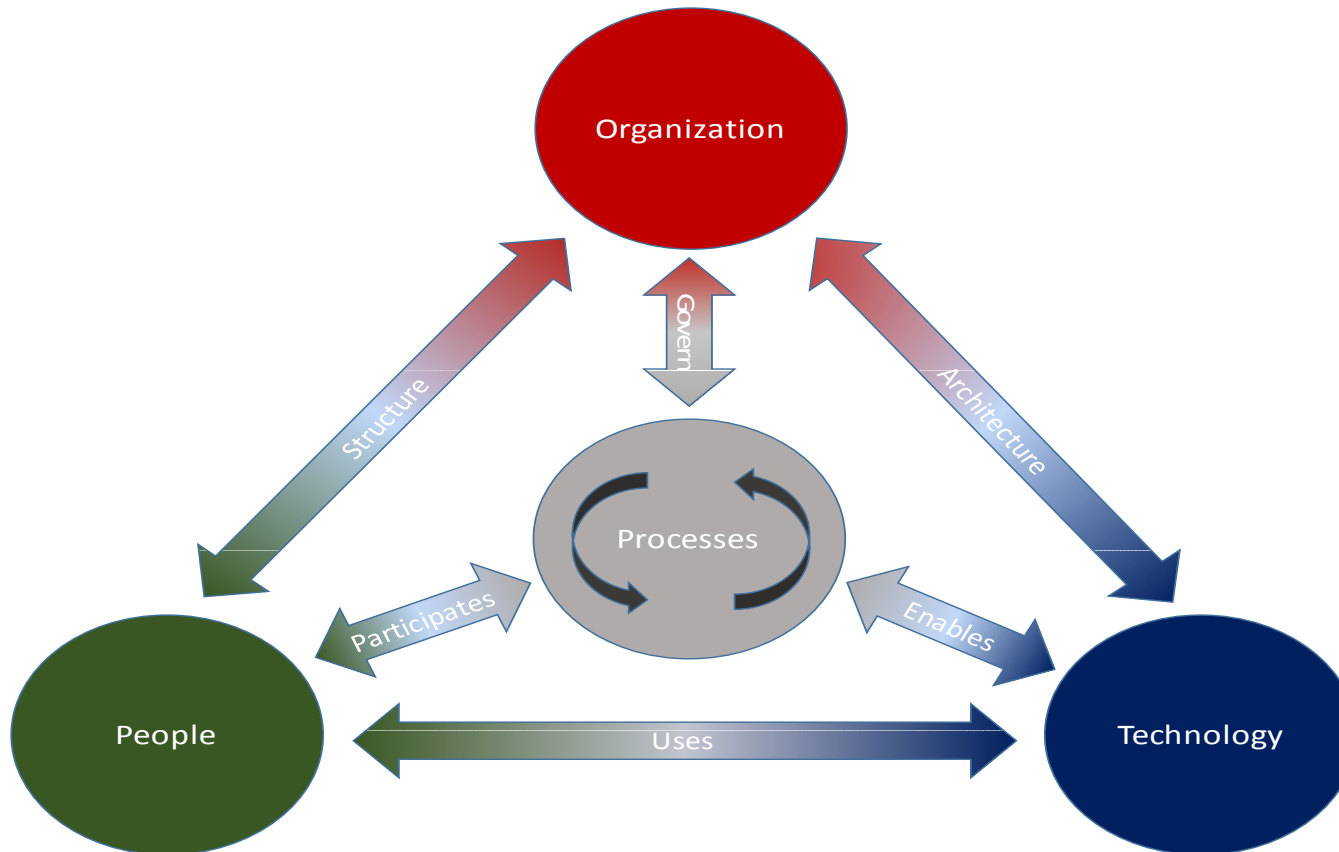 Organization
Govern
Structure
Architecture
Processes
Participates
Enables
People
Uses
Technology